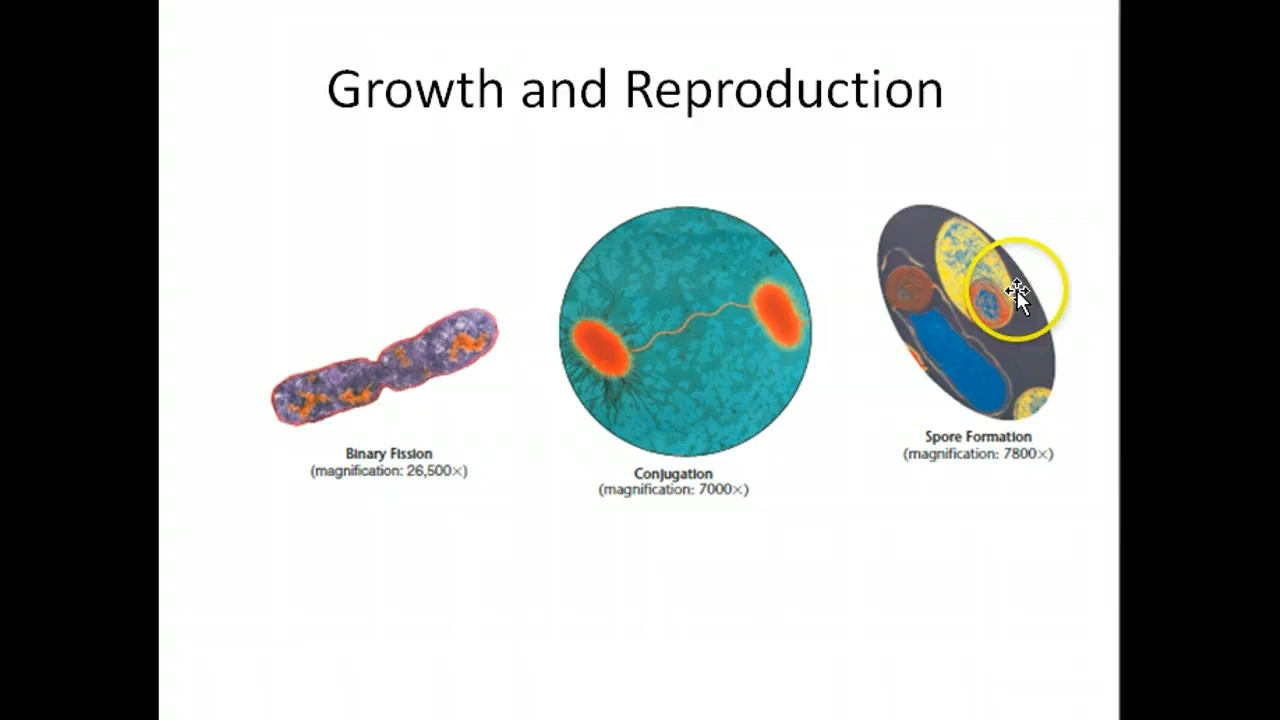 Growth and Reproduction
Binary Fission
(magnification: 26,500×)
Conjugation
(magnification: 7000×)
Spore Formation
(magnification: 7800×)